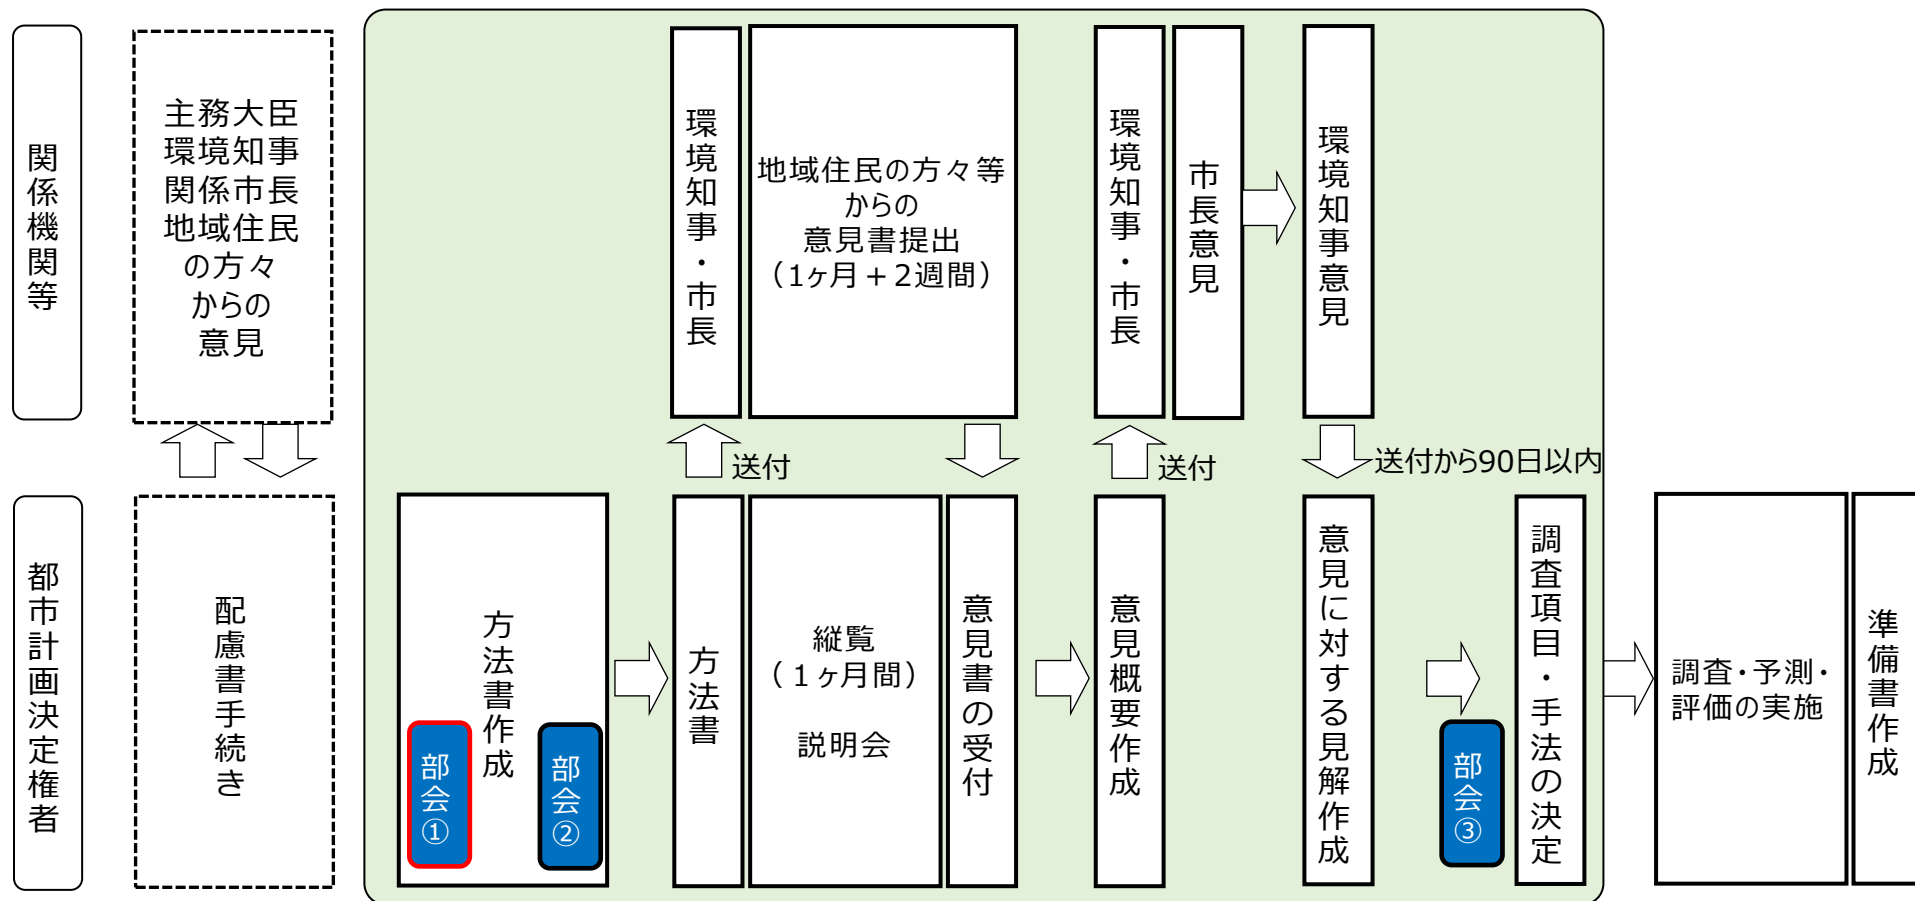 関係機関等
主務大臣
環境知事
関係市長
地域住民
の方々
からの
意見
環境知事・市長
地域住民の方々等
からの
意見書提出
（1ヶ月＋2週間）
環境知事・市長
市長意見
環境知事意見
送付
送付
送付から90日以内
都市計画決定権者
配慮書手続き
方法書作成
部会①
部会②
方法書
縦覧
（1ヶ月間）
説明会
意見書の受付
意見概要作成
意見に対する見解作成
部会③
調査項目・手法の決定
調査・予測・
評価の実施
準備書作成